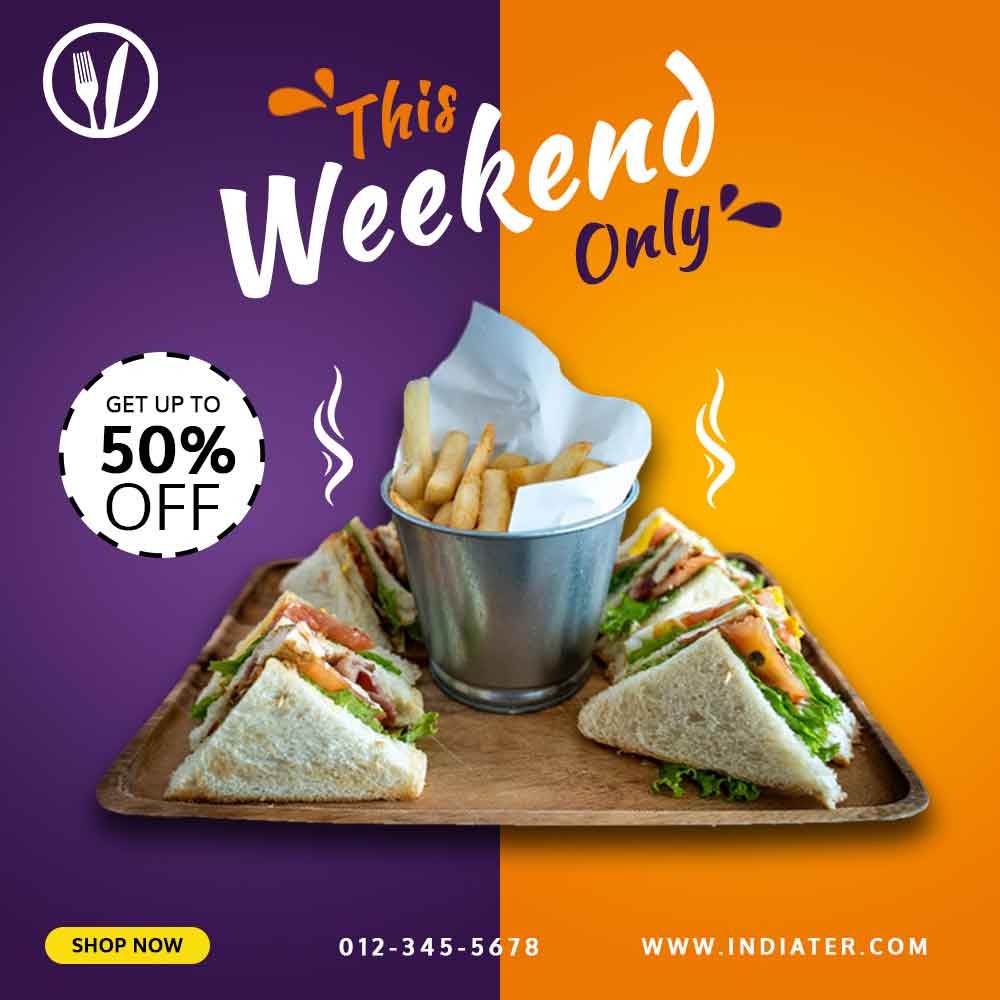 This
Weekend
Only
GET UP TO
50%
OFF
SHOP NOW
012-345-5678
WWW.INDIATER.COM